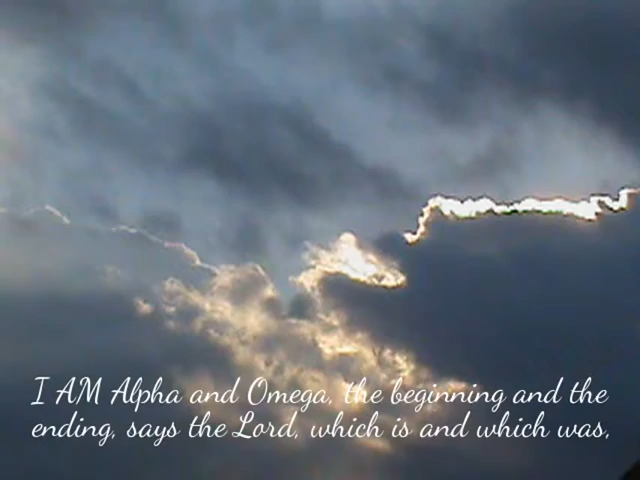 I AM Alpha and Omega, the beginning and the
ending, says the Lord, which is and which was,